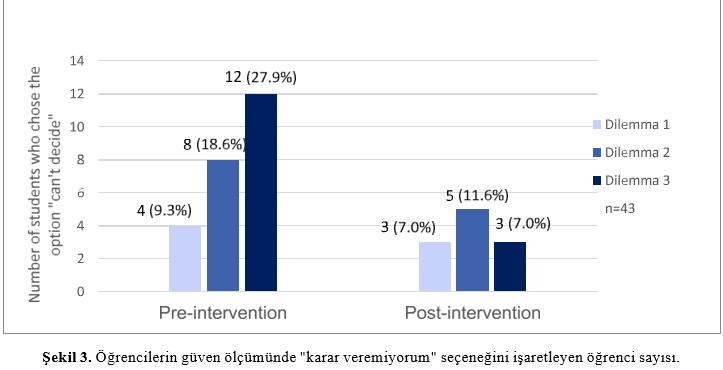 14
12
10
8
6
4
2
0
Number of students who chose the
option "can't decide"
4 (9.3%)
8 (18.6%)
12 (27.9%)
3 (7.0%)
5 (11.6%)
3 (7.0%)
Pre-intervention
Post-intervention
Dilemma 1
Dilemma 2
Dilemma 3
n=43
Şekil 3. Öğrencilerin güven ölçümünde "karar veremiyorum" seçeneğini işaretleyen öğrenci sayısı.